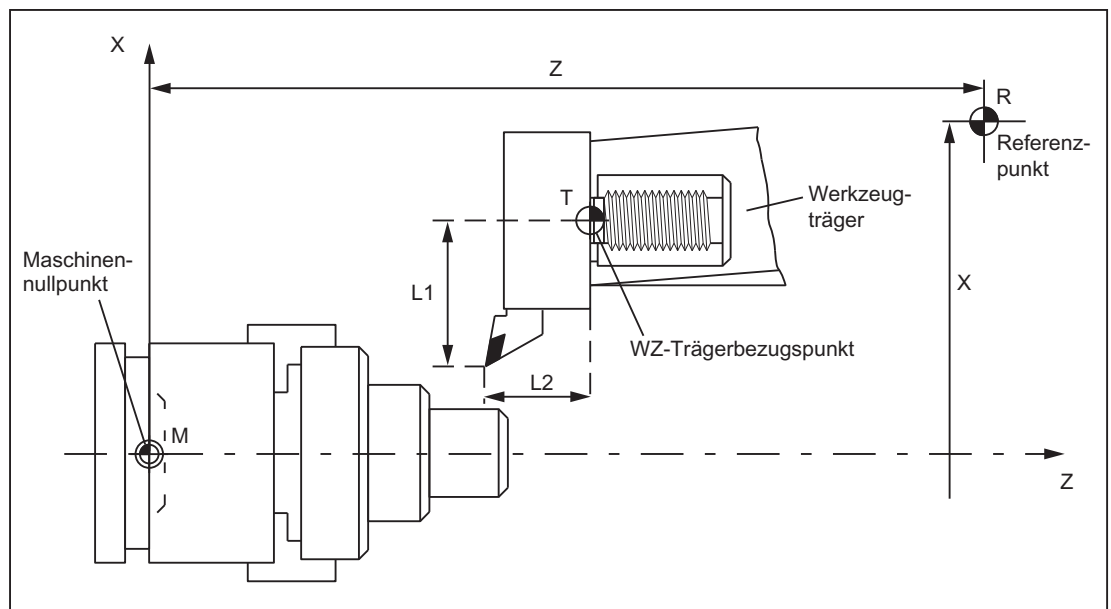 X
Z
R
Referenz-
punkt
T
Werkzeug-
träger
Maschinen-
nullpunkt
L1
X
WZ-Trägerbezugspunkt
L2
M
Z